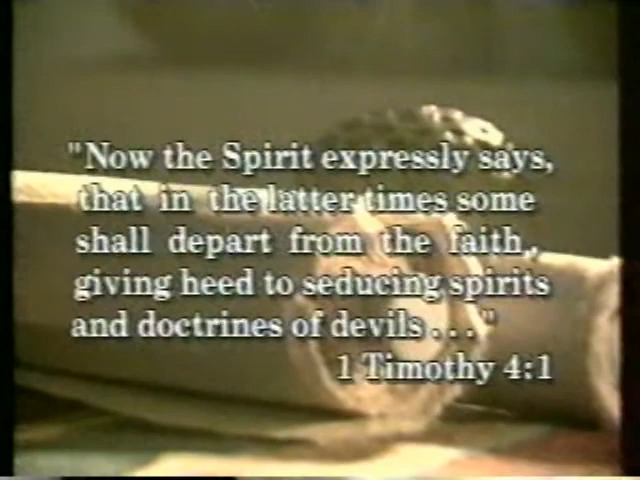 "Now the Spirit expressly says,
that in the latter times some
shall depart from the faith,
giving heed to seducing spirits
and doctrines of devils . . ."
1 Timothy 4:1